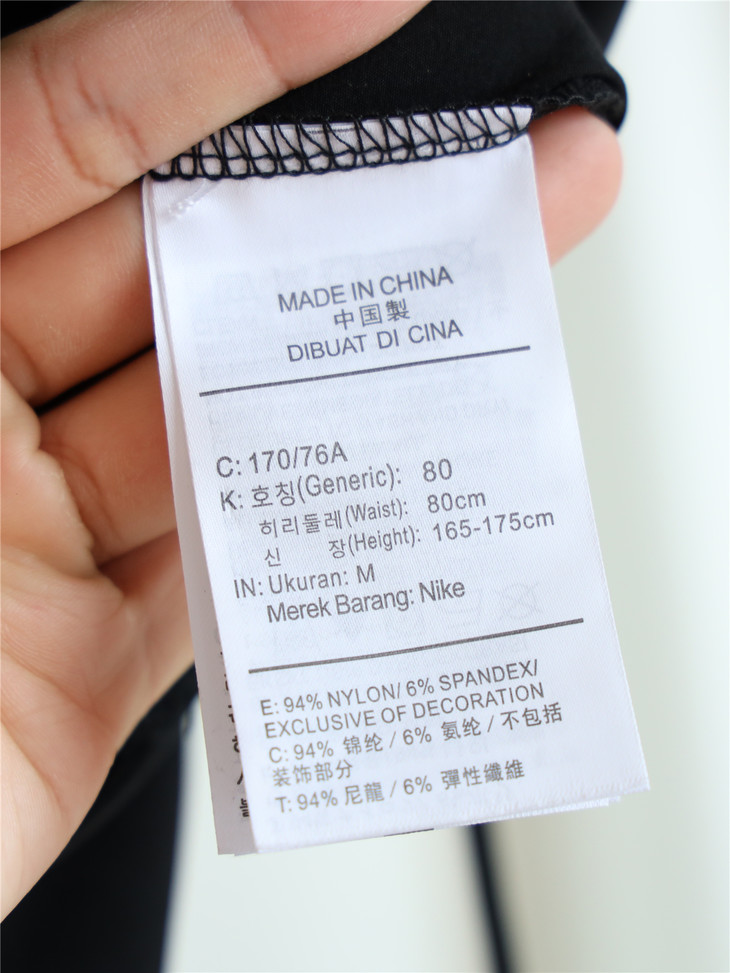 MADE IN CHINA
中国製
DIBUAT DI CINA
C: 170/76A
K: 호칭(Generic): 80
허리둘레(Waist): 80cm
신 장(Height): 165-175cm
IN: Ukuran: M
Merek Barang: Nike
E: 94% NYLON/ 6% SPANDEX/
EXCLUSIVE OF DECORATION
C: 94% 锦纶 / 6% 氨纶 / 不包括
装饰部分
T: 94% 尼龍 / 6% 彈性纖維